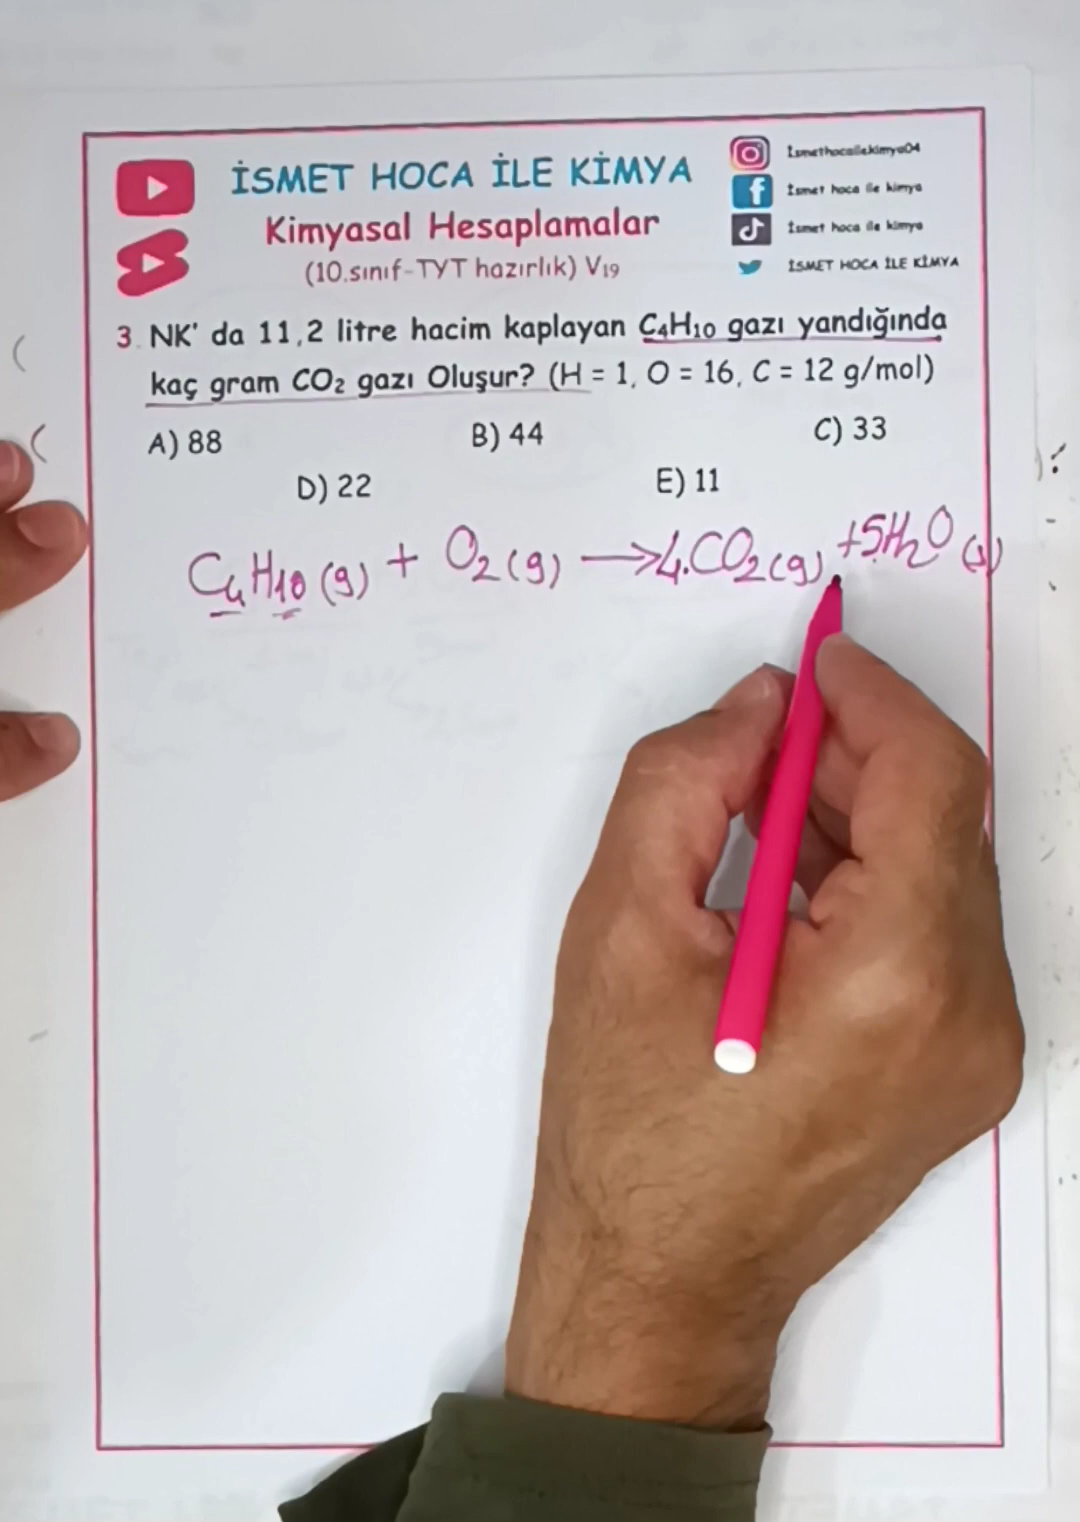 İSMET HOCA İLE KİMYA
Kimyasal Hesaplamalar
(10.sınıf-TYT hazırlık) V19
İsmethocailekimya04
İsmet hoca ile kimya
İsmet hoca ile kimya
İSMET HOCA İLE KİMYA
3. NK' da 11,2 litre hacim kaplayan C₄H₁₀ gazı yandığında
kaç gram CO₂ gazı Oluşur? (H = 1, O = 16, C = 12 g/mol)
A) 88 B) 44 C) 33
D) 22 E) 11
C₄H₁₀(g) + O₂(g) → 4.CO₂(g) + 5H₂O(s)